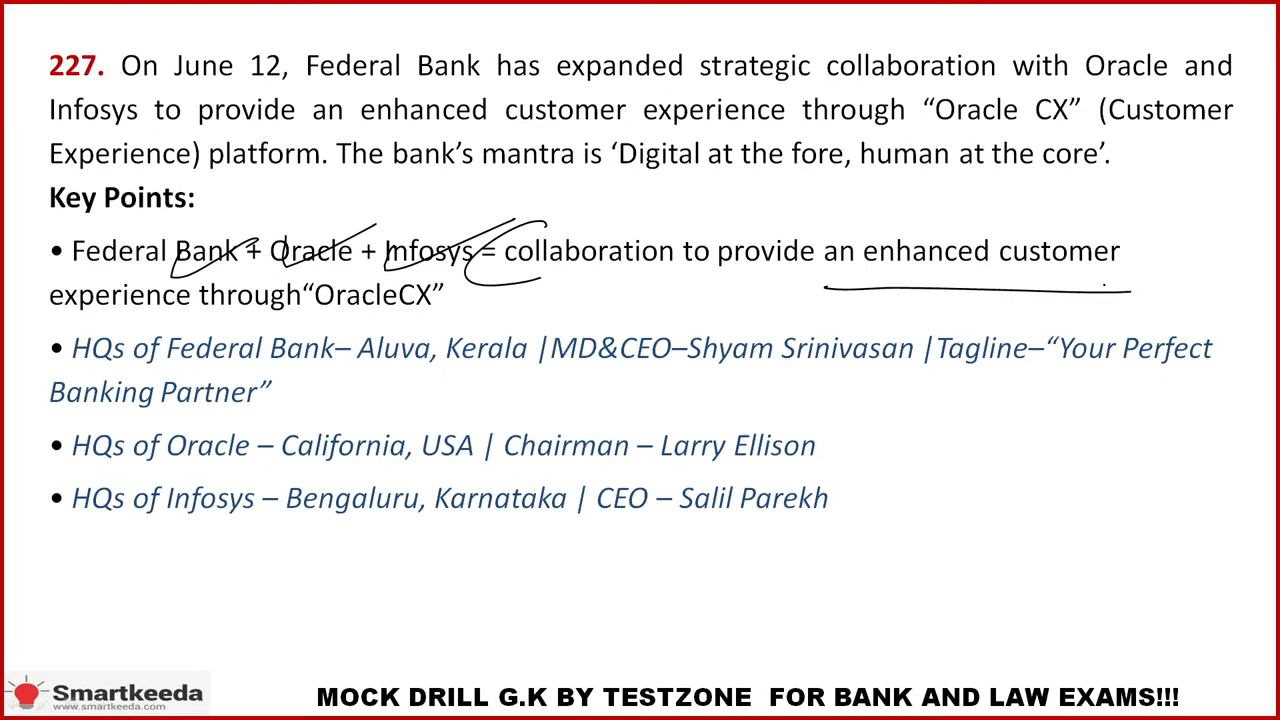 227. On June 12, Federal Bank has expanded strategic collaboration with Oracle and
Infosys to provide an enhanced customer experience through “Oracle CX” (Customer
Experience) platform. The bank’s mantra is ‘Digital at the fore, human at the core’.
Key Points:
• Federal Bank + Oracle + Infosys = collaboration to provide an enhanced customer
experience through“OracleCX”
• HQs of Federal Bank– Aluva, Kerala |MD&CEO–Shyam Srinivasan |Tagline–“Your Perfect
Banking Partner”
• HQs of Oracle – California, USA | Chairman – Larry Ellison
• HQs of Infosys – Bengaluru, Karnataka | CEO – Salil Parekh
Smartkeeda
www.smartkeeda.com
MOCK DRILL G.K BY TESTZONE FOR BANK AND LAW EXAMS!!!